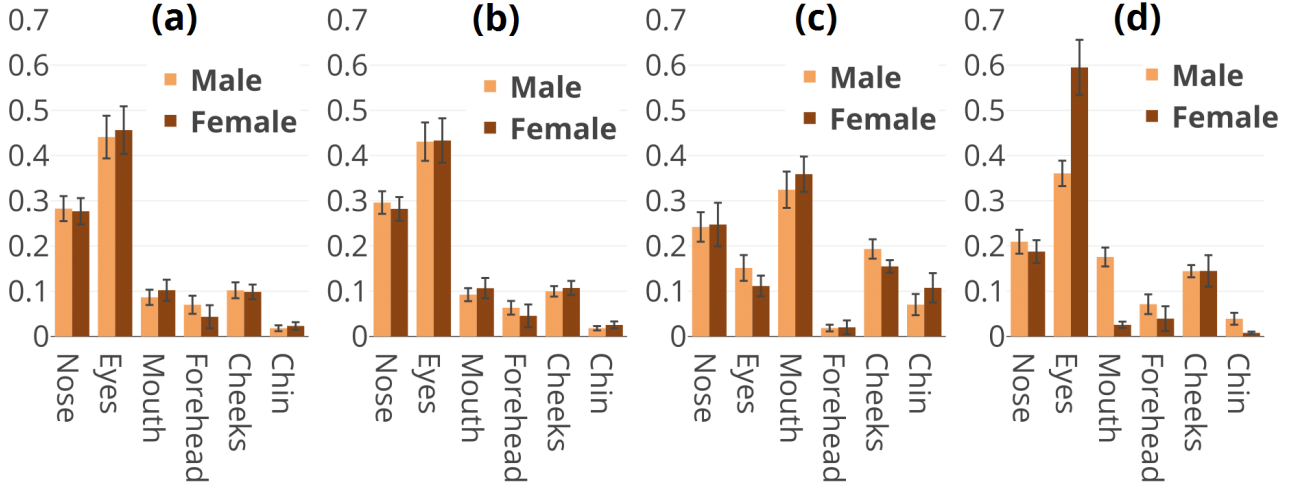 (a)
0.7
0.6
0.5
0.4
0.3
0.2
0.1
0
Male
Female
Nose
Eyes
Mouth
Forehead
Cheeks
Chin
(b)
0.7
0.6
0.5
0.4
0.3
0.2
0.1
0
Male
Female
Nose
Eyes
Mouth
Forehead
Cheeks
Chin
(c)
0.7
0.6
0.5
0.4
0.3
0.2
0.1
0
Male
Female
Nose
Eyes
Mouth
Forehead
Cheeks
Chin
(d)
0.7
0.6
0.5
0.4
0.3
0.2
0.1
0
Male
Female
Nose
Eyes
Mouth
Forehead
Cheeks
Chin